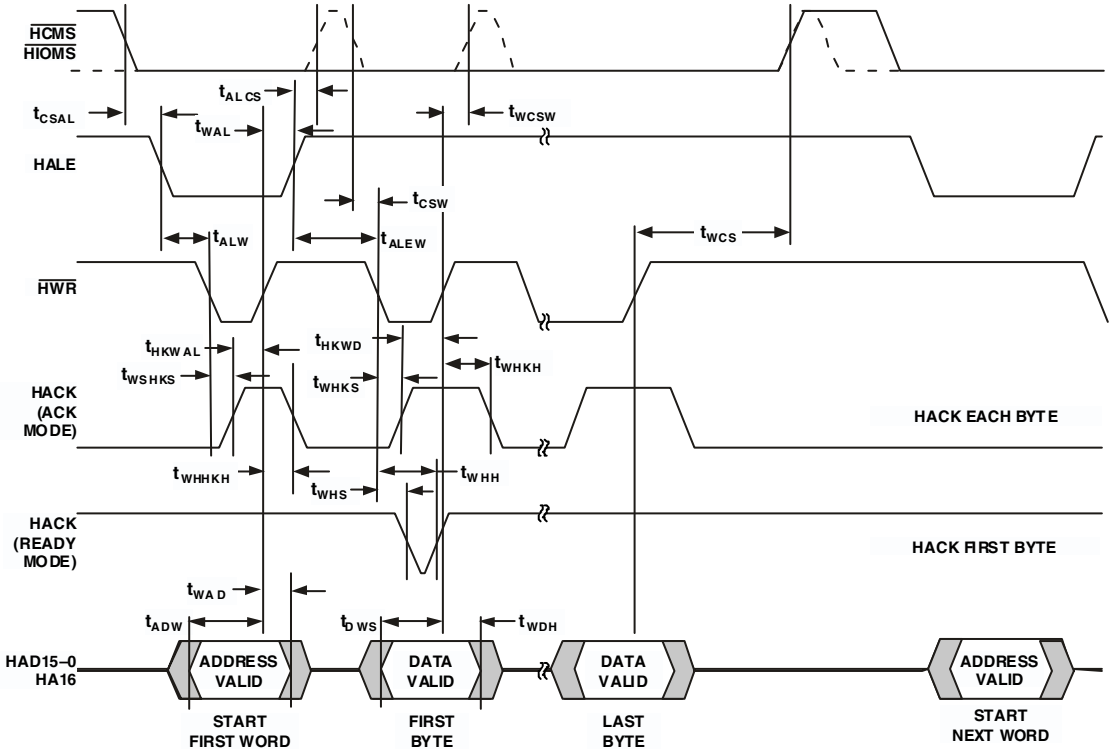 HCMS
HIOMS
tALCS
tCSAL
tWAL
tWCSW
HALE
tCSW
tALW
tALEW
tWCS
HWR
tHKWAL
tHKWD
tWSHKS
tWHKS
tWHKH
HACK
(ACK
MODE)
HACK EACH BYTE
tWHHKH
tWHS
tWHH
HACK
(READY
MODE)
HACK FIRST BYTE
tWAD
tADW
tDWS
tWDH
HAD15–0
HA16
ADDRESS
VALID
DATA
VALID
DATA
VALID
ADDRESS
VALID
START
FIRST WORD
FIRST
BYTE
LAST
BYTE
START
NEXT WORD